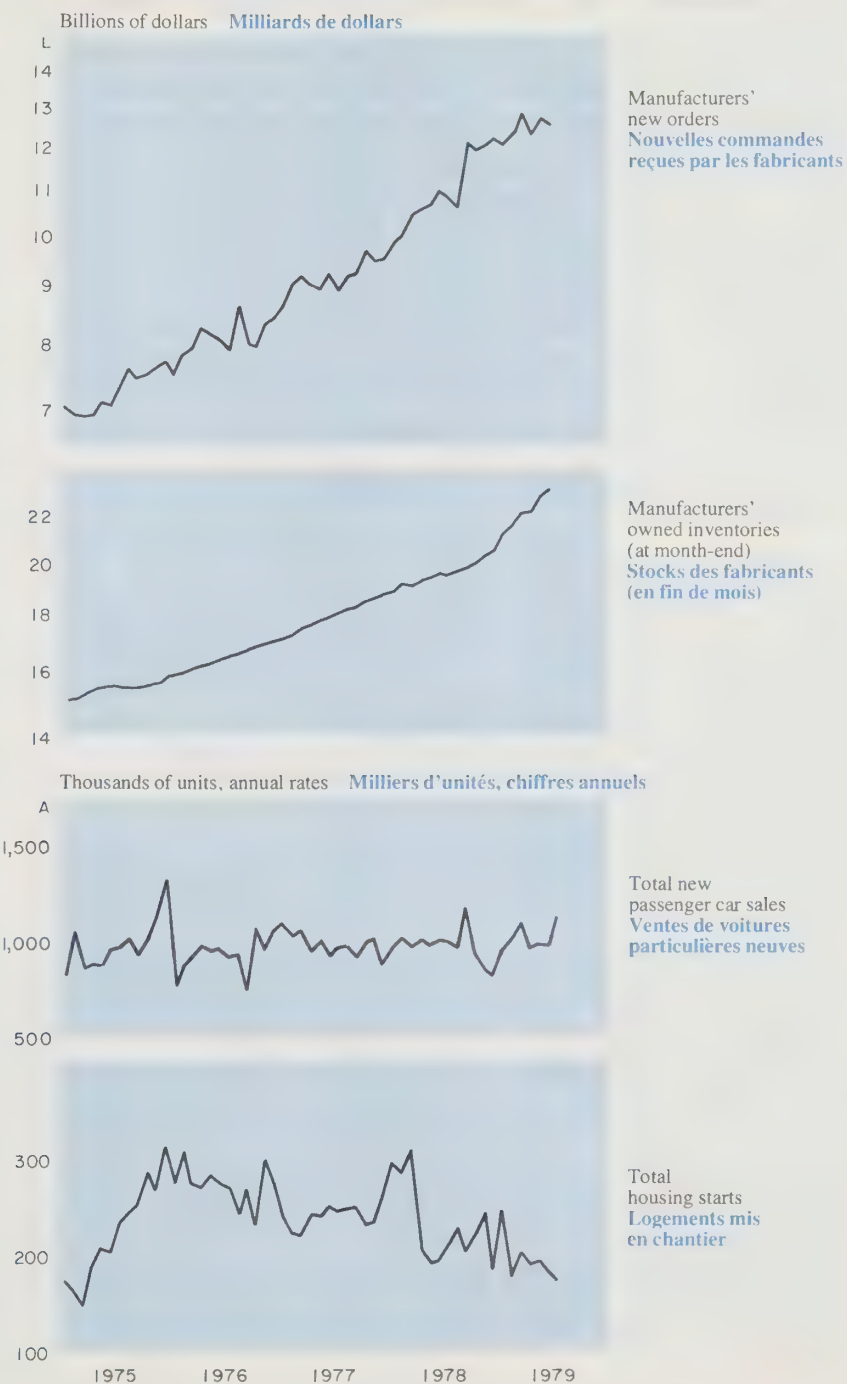 Billions of dollars Milliards de dollars
L
14
13
12
11
10
9
8
7
Manufacturers'
new orders
Nouvelles commandes
reçues par les fabricants
22
20
18
16
14
Manufacturers'
owned inventories
(at month-end)
Stocks des fabricants
(en fin de mois)
Thousands of units, annual rates Milliers d'unités, chiffres annuels
A
1,500
1,000
500
Total new
passenger car sales
Ventes de voitures
particulières neuves
300
200
100
Total
housing starts
Logements mis
en chantier
1975 1976 1977 1978 1979